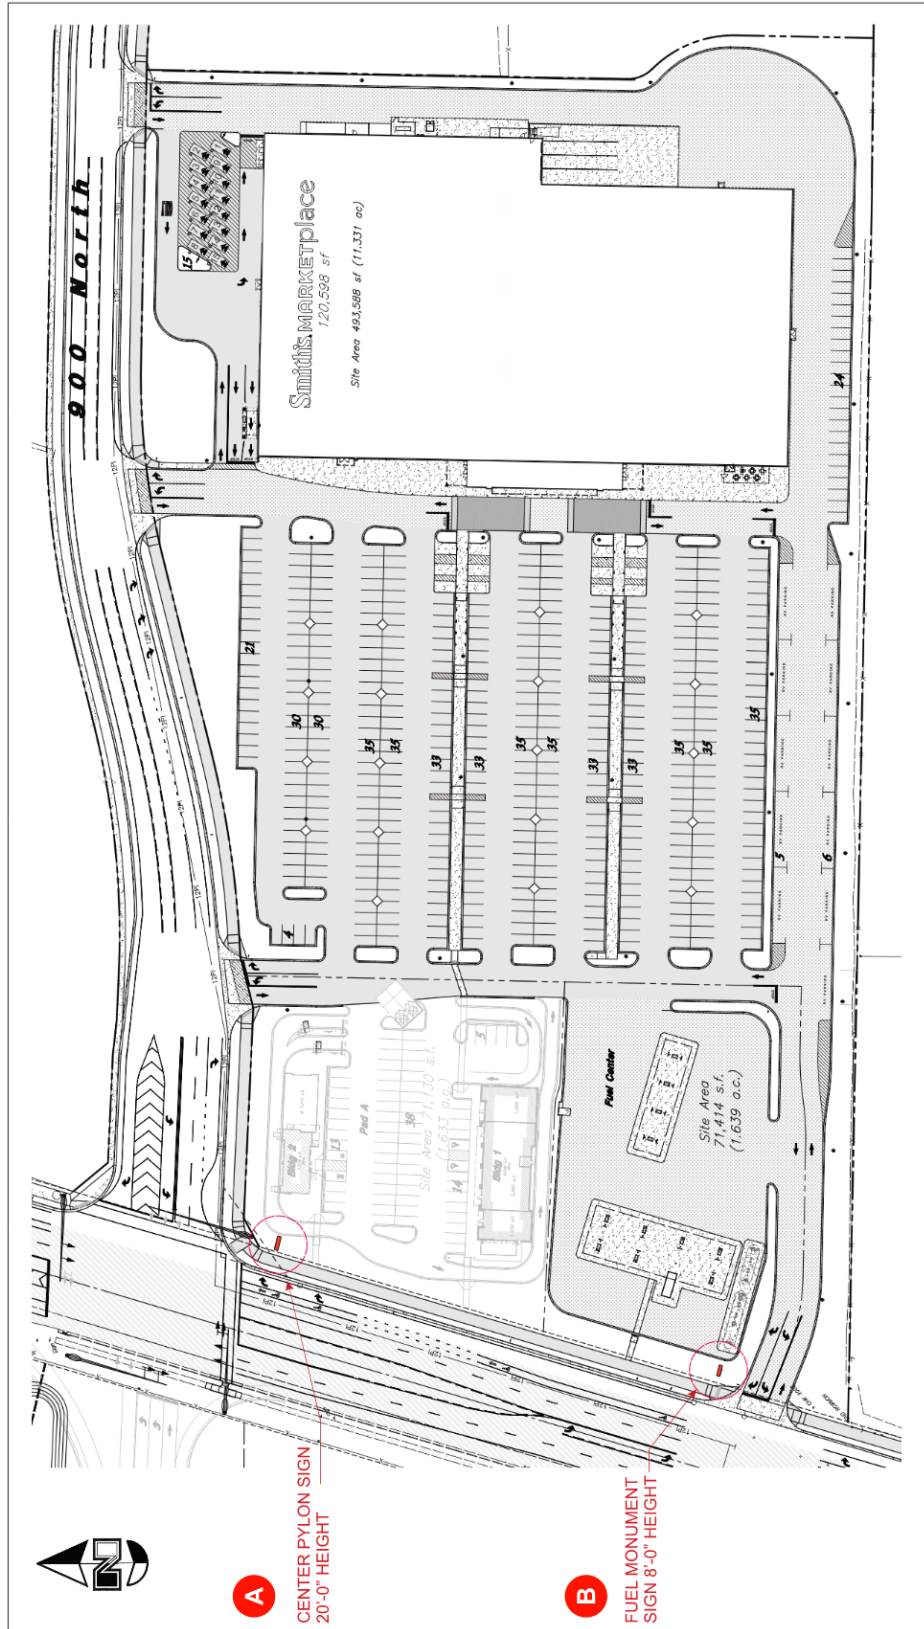 900 North
15
Smith's MARKETplace
120,598 sf
Site Area 493,588 sf (11.331 ac)
24
21
30
30
35
35
33
33
35
35
33
33
35
35
35
4
5
6
Bldg 2
13
Pad A
38
Site Area 71,130 s.f.
(1.633 a.c.)
5
14
Bldg 1
Fuel Center
Site Area
71,414 s.f.
(1.639 a.c.)
N
A
CENTER PYLON SIGN
20'-0" HEIGHT
B
FUEL MONUMENT
SIGN 8'-0" HEIGHT